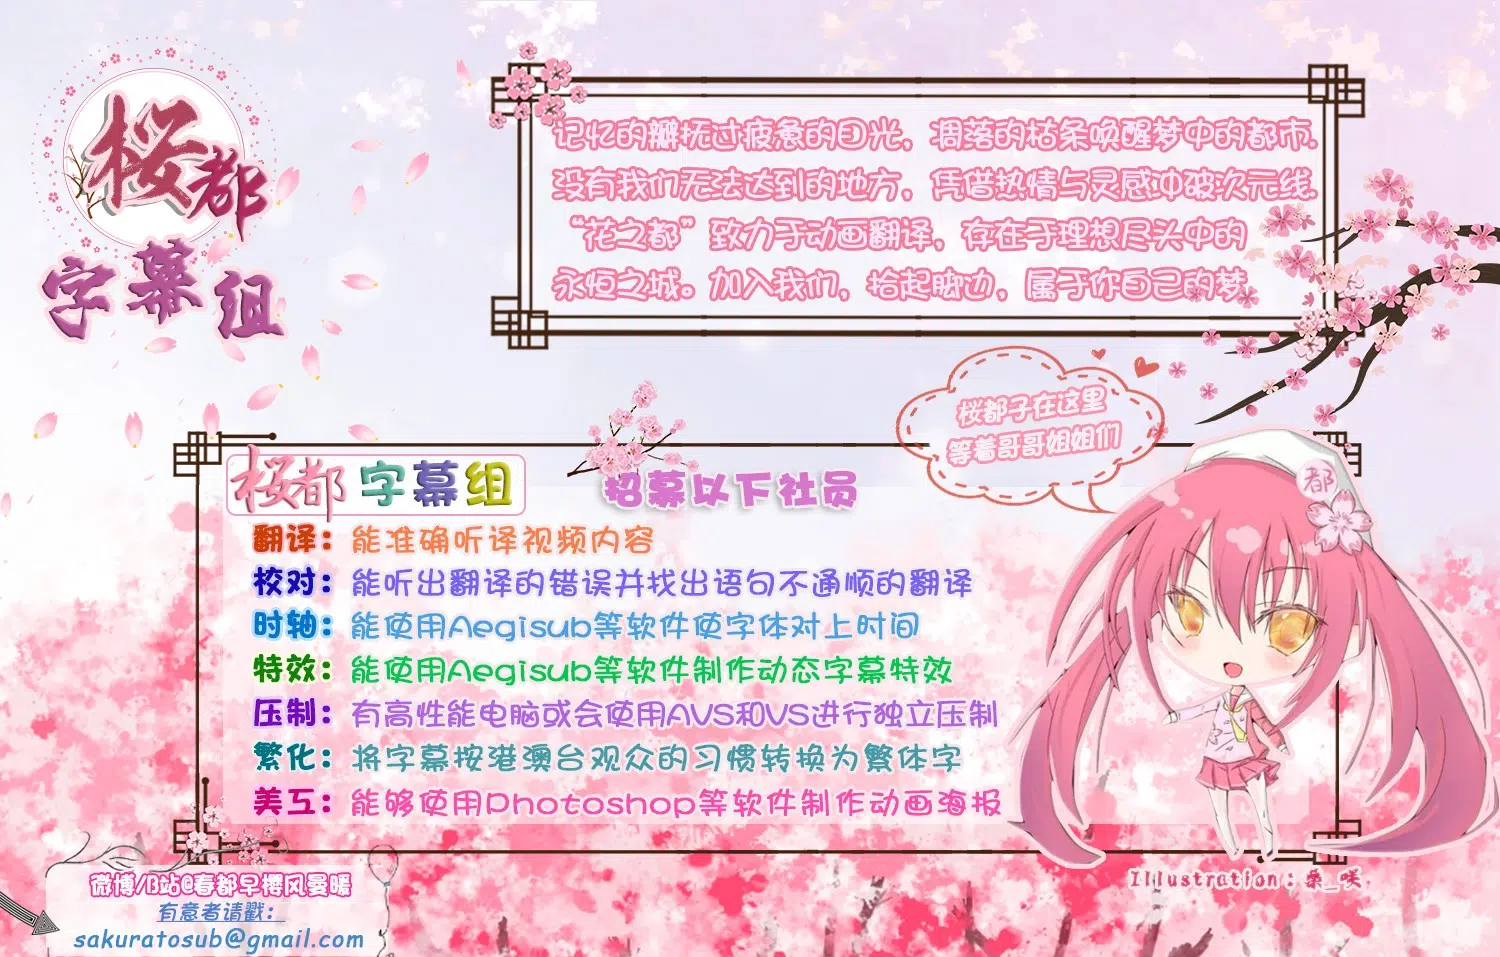 桜都
字幕组
记忆的瓣抚过疲惫的目光，凋落的枯条唤醒梦中的都市.
没有我们无法达到的地方，凭借热情与灵感冲破次元线.
“花之都”致力于动画翻译，存在于理想尽头中的
永恒之城。加入我们，拾起脚边，属于你自己的梦.
桜都子在这里
等着哥哥姐姐们
都
桜都字幕组 招募以下社员
翻译：能准确听译视频内容
校对：能听出翻译的错误并找出语句不通顺的翻译
时轴：能使用Aegisub等软件使字体对上时间
特效：能使用Aegisub等软件制作动态字幕特效
压制：有高性能电脑或会使用AVS和VS进行独立压制
繁化：将字幕按港澳台观众的习惯转换为繁体字
美工：能够使用Photoshop等软件制作动画海报
Illustration：桑_咲
微博/B站@春都早樱风晏暖
有意者请戳：
sakuratosub@gmail.com